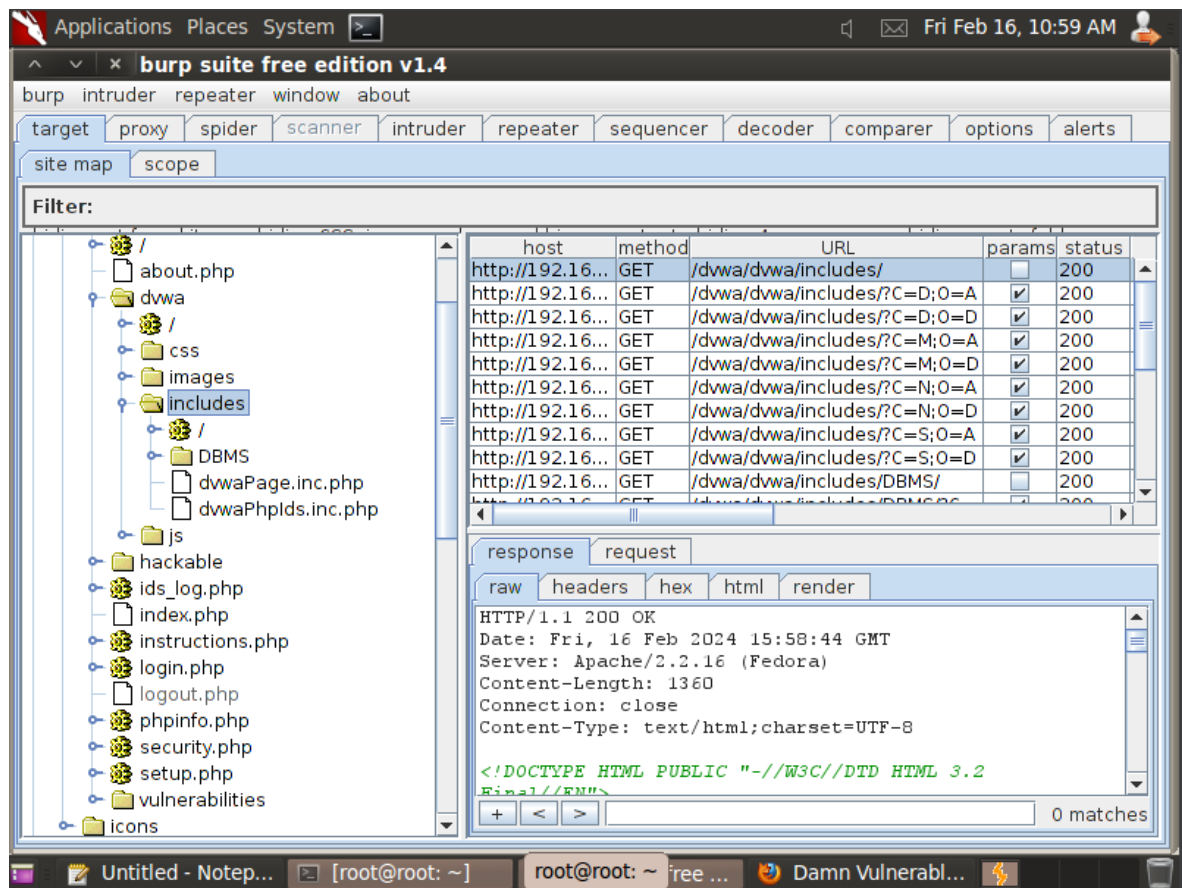 Applications Places System Fri Feb 16, 10:59 AM
burp suite free edition v1.4
burp intruder repeater window about
target proxy spider scanner intruder repeater sequencer decoder comparer options alerts
site map scope
Filter:
/
about.php
dvwa
/
css
images
includes
/
DBMS
dvwaPage.inc.php
dvwaPhpIds.inc.php
js
hackable
ids_log.php
index.php
instructions.php
login.php
logout.php
phpinfo.php
security.php
setup.php
vulnerabilities
icons
host method URL params status
http://192.16... GET /dvwa/dvwa/includes/ 200
http://192.16... GET /dvwa/dvwa/includes/?C=D;O=A 200
http://192.16... GET /dvwa/dvwa/includes/?C=D;O=D 200
http://192.16... GET /dvwa/dvwa/includes/?C=M;O=A 200
http://192.16... GET /dvwa/dvwa/includes/?C=M;O=D 200
http://192.16... GET /dvwa/dvwa/includes/?C=N;O=A 200
http://192.16... GET /dvwa/dvwa/includes/?C=N;O=D 200
http://192.16... GET /dvwa/dvwa/includes/?C=S;O=A 200
http://192.16... GET /dvwa/dvwa/includes/?C=S;O=D 200
http://192.16... GET /dvwa/dvwa/includes/DBMS/ 200
response request
raw headers hex html render
HTTP/1.1 200 OK
Date: Fri, 16 Feb 2024 15:58:44 GMT
Server: Apache/2.2.16 (Fedora)
Content-Length: 1360
Connection: close
Content-Type: text/html;charset=UTF-8
<!DOCTYPE HTML PUBLIC "-//W3C//DTD HTML 3.2
Final//EN">
+ < > 0 matches
Untitled - Notep... [root@root: ~] root@root: ~ free ... Damn Vulnerabl...